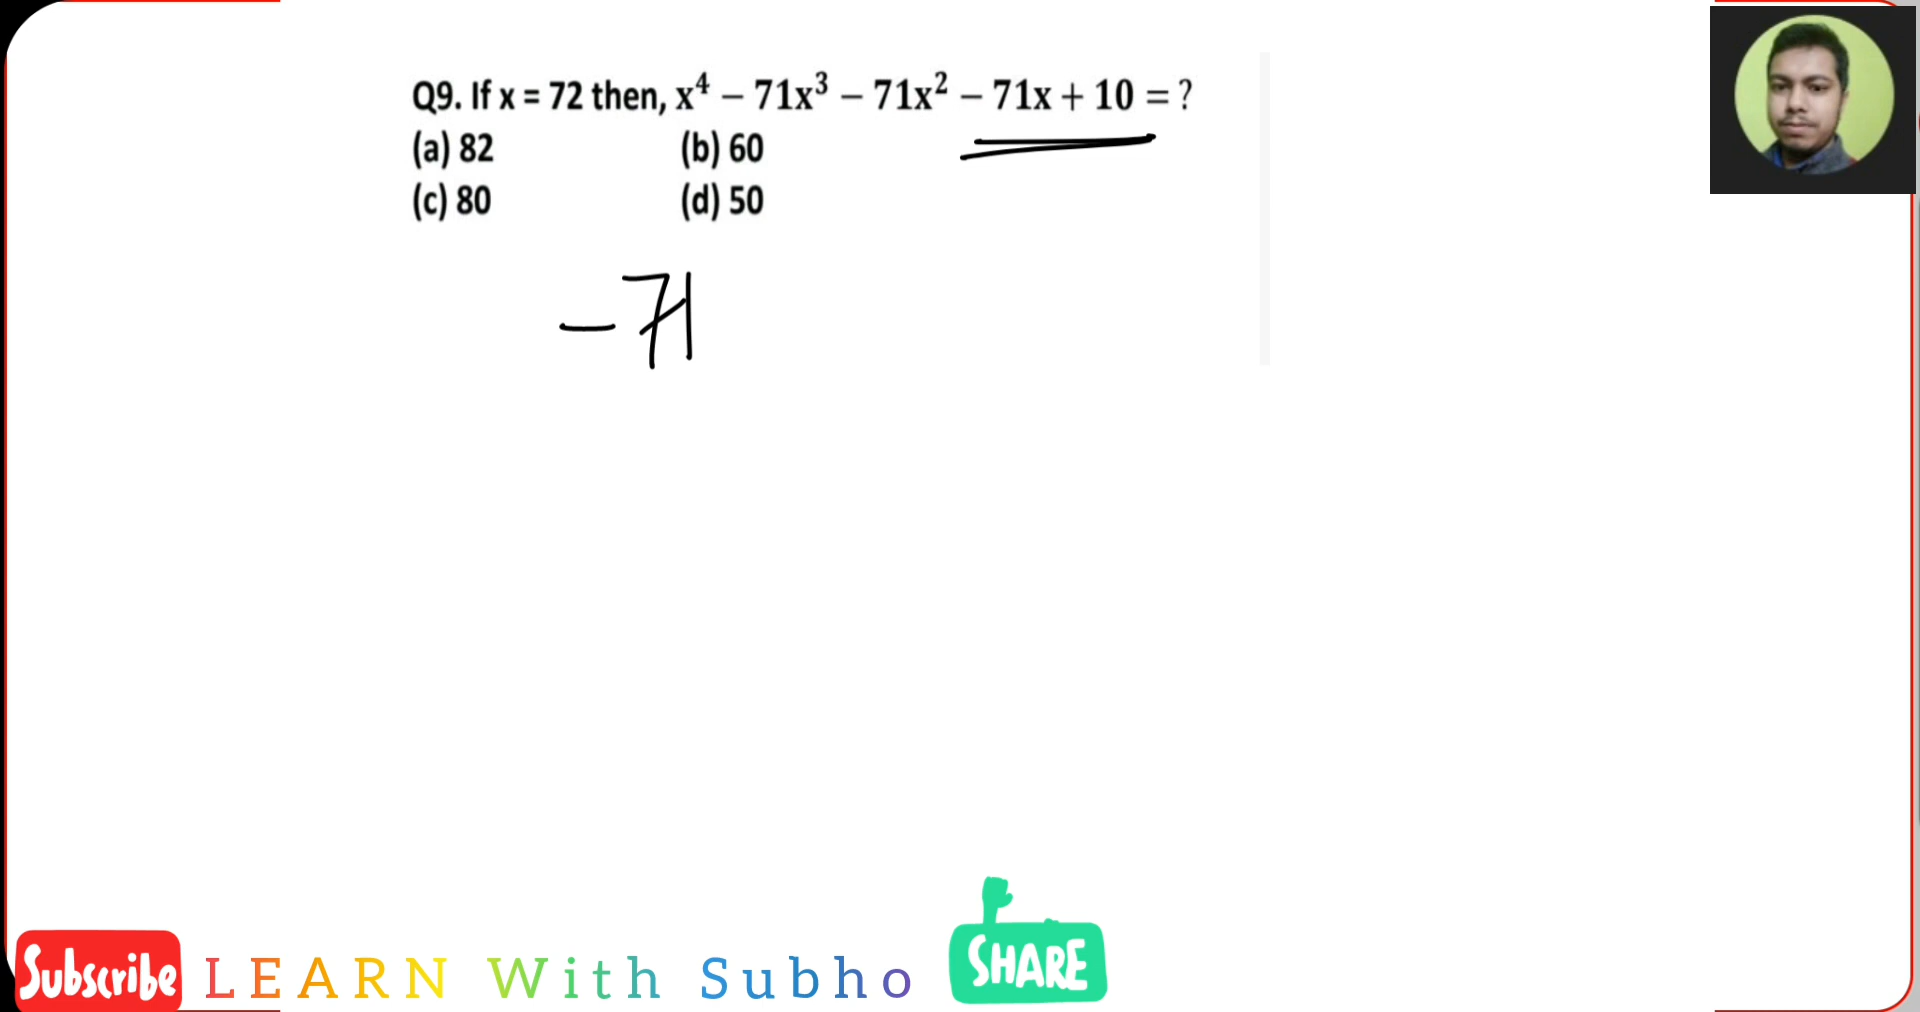 Q9. If x = 72 then, x⁴ – 71x³ – 71x² – 71x + 10 = ?
(a) 82 (b) 60
(c) 80 (d) 50
–71
Subscribe LEARN With Subho SHARE